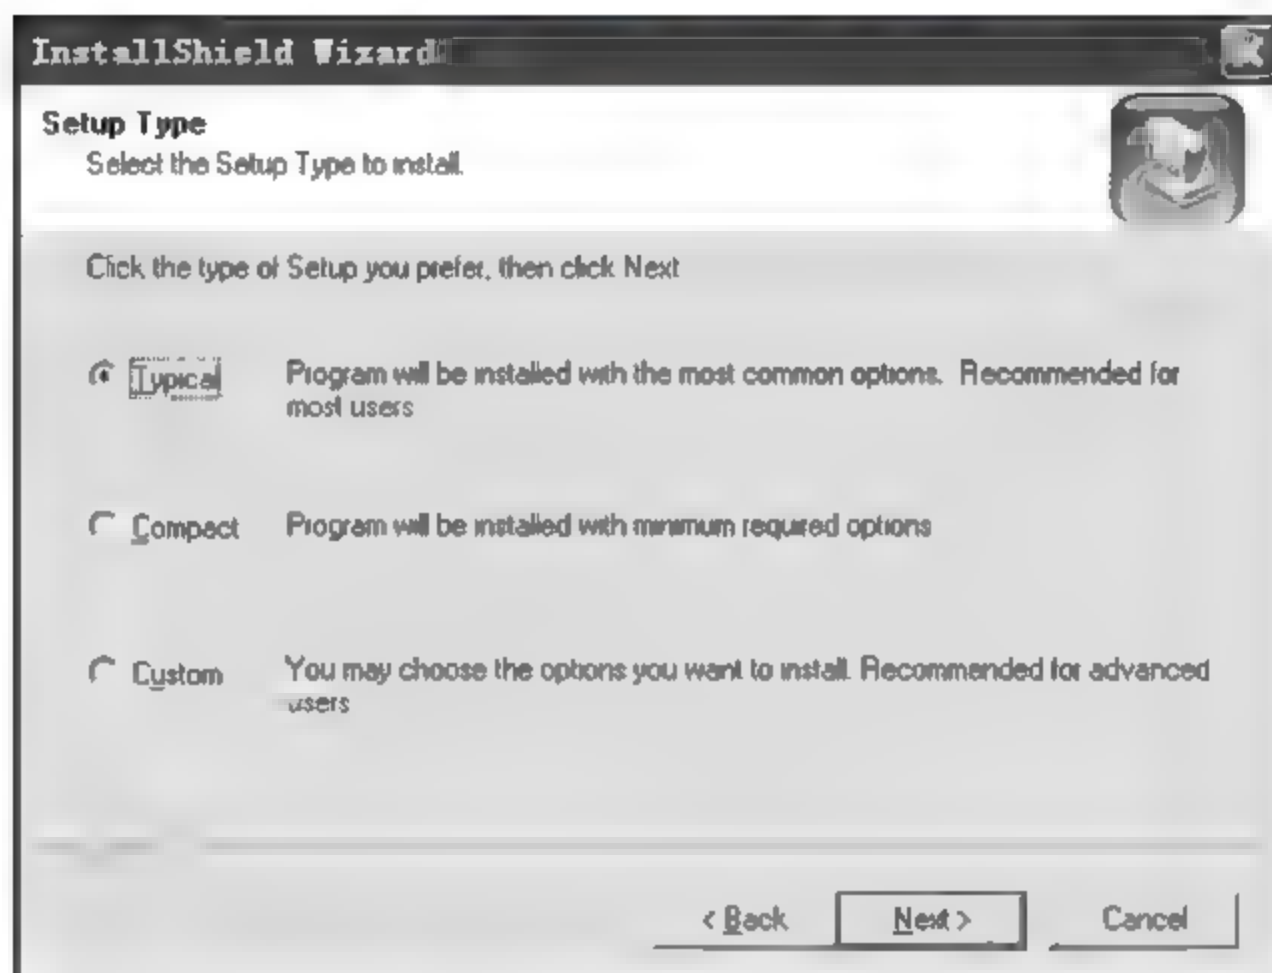 InstallShield Wizard
Setup Type
Select the Setup Type to install.
Click the type of Setup you prefer, then click Next
Typical
Program will be installed with the most common options. Recommended for
most users
Compact
Program will be installed with minimum required options
Custom
You may choose the options you want to install. Recommended for advanced
users
< Back
Next >
Cancel